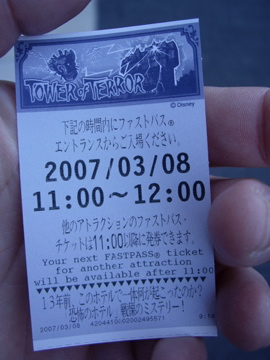 TOWER OF TERROR
© Disney
下記の時間内にファストパス®
エントランスからご入場ください。
2007/03/08
11:00～12:00
他のアトラクションのファストパス・
チケットは11:00以降に発券できます。
Your next FASTPASS® ticket
for another attraction
will be available after 11:00
13年前、このホテルで一体何が起こったのか?
恐怖のホテル、戦慄のミステリー!
2007/03/08